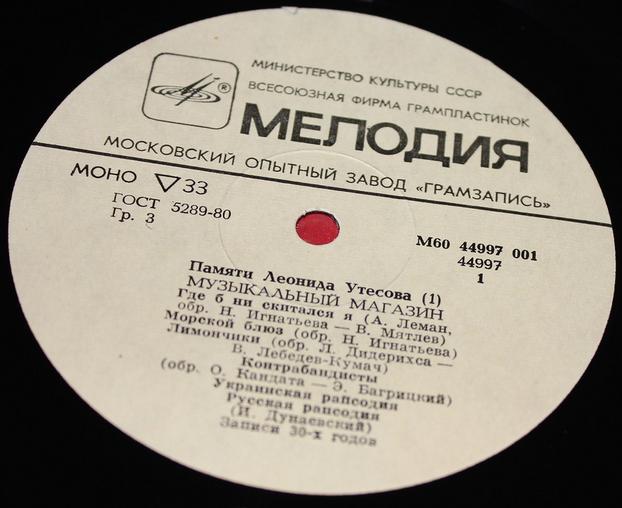 МИНИСТЕРСТВО КУЛЬТУРЫ СССР
ВСЕСОЮЗНАЯ ФИРМА ГРАМПЛАСТИНОК
®
МЕЛОДИЯ
МОСКОВСКИЙ ОПЫТНЫЙ ЗАВОД «ГРАМЗАПИСЬ»
МОНО ▽33
ГОСТ 5289-80
Гр. 3
М60 44997 001
44997
1
Памяти Леонида Утесова (1)
МУЗЫКАЛЬНЫЙ МАГАЗИН
Где б ни скитался я (А. Леман,
обр. Н. Игнатьева — В. Мятлев)
Морской блюз (обр. Н. Игнатьева)
Лимончики (обр. Л. Дидерихса —
В. Лебедев-Кумач)
Контрабандисты
(обр. О. Кандата — Э. Багрицкий)
Украинская рапсодия
Русская рапсодия
(И. Дунаевский)
Записи 30-х годов